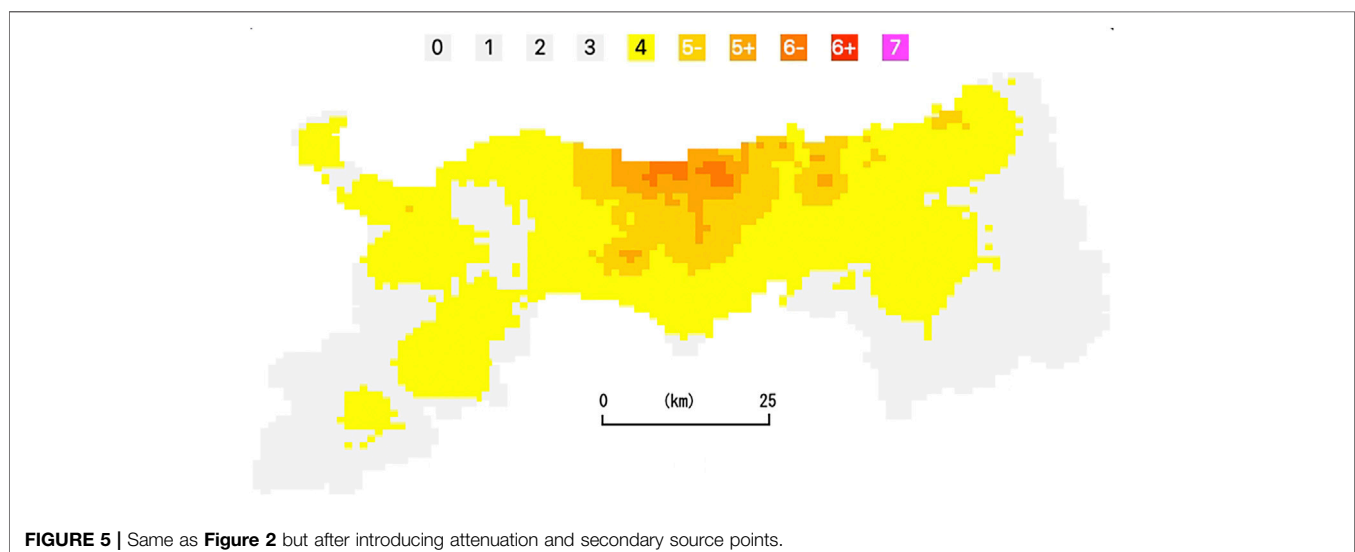 0 1 2 3 4 5- 5+ 6- 6+ 7
0 (km) 25
FIGURE 5 | Same as Figure 2 but after introducing attenuation and secondary source points.